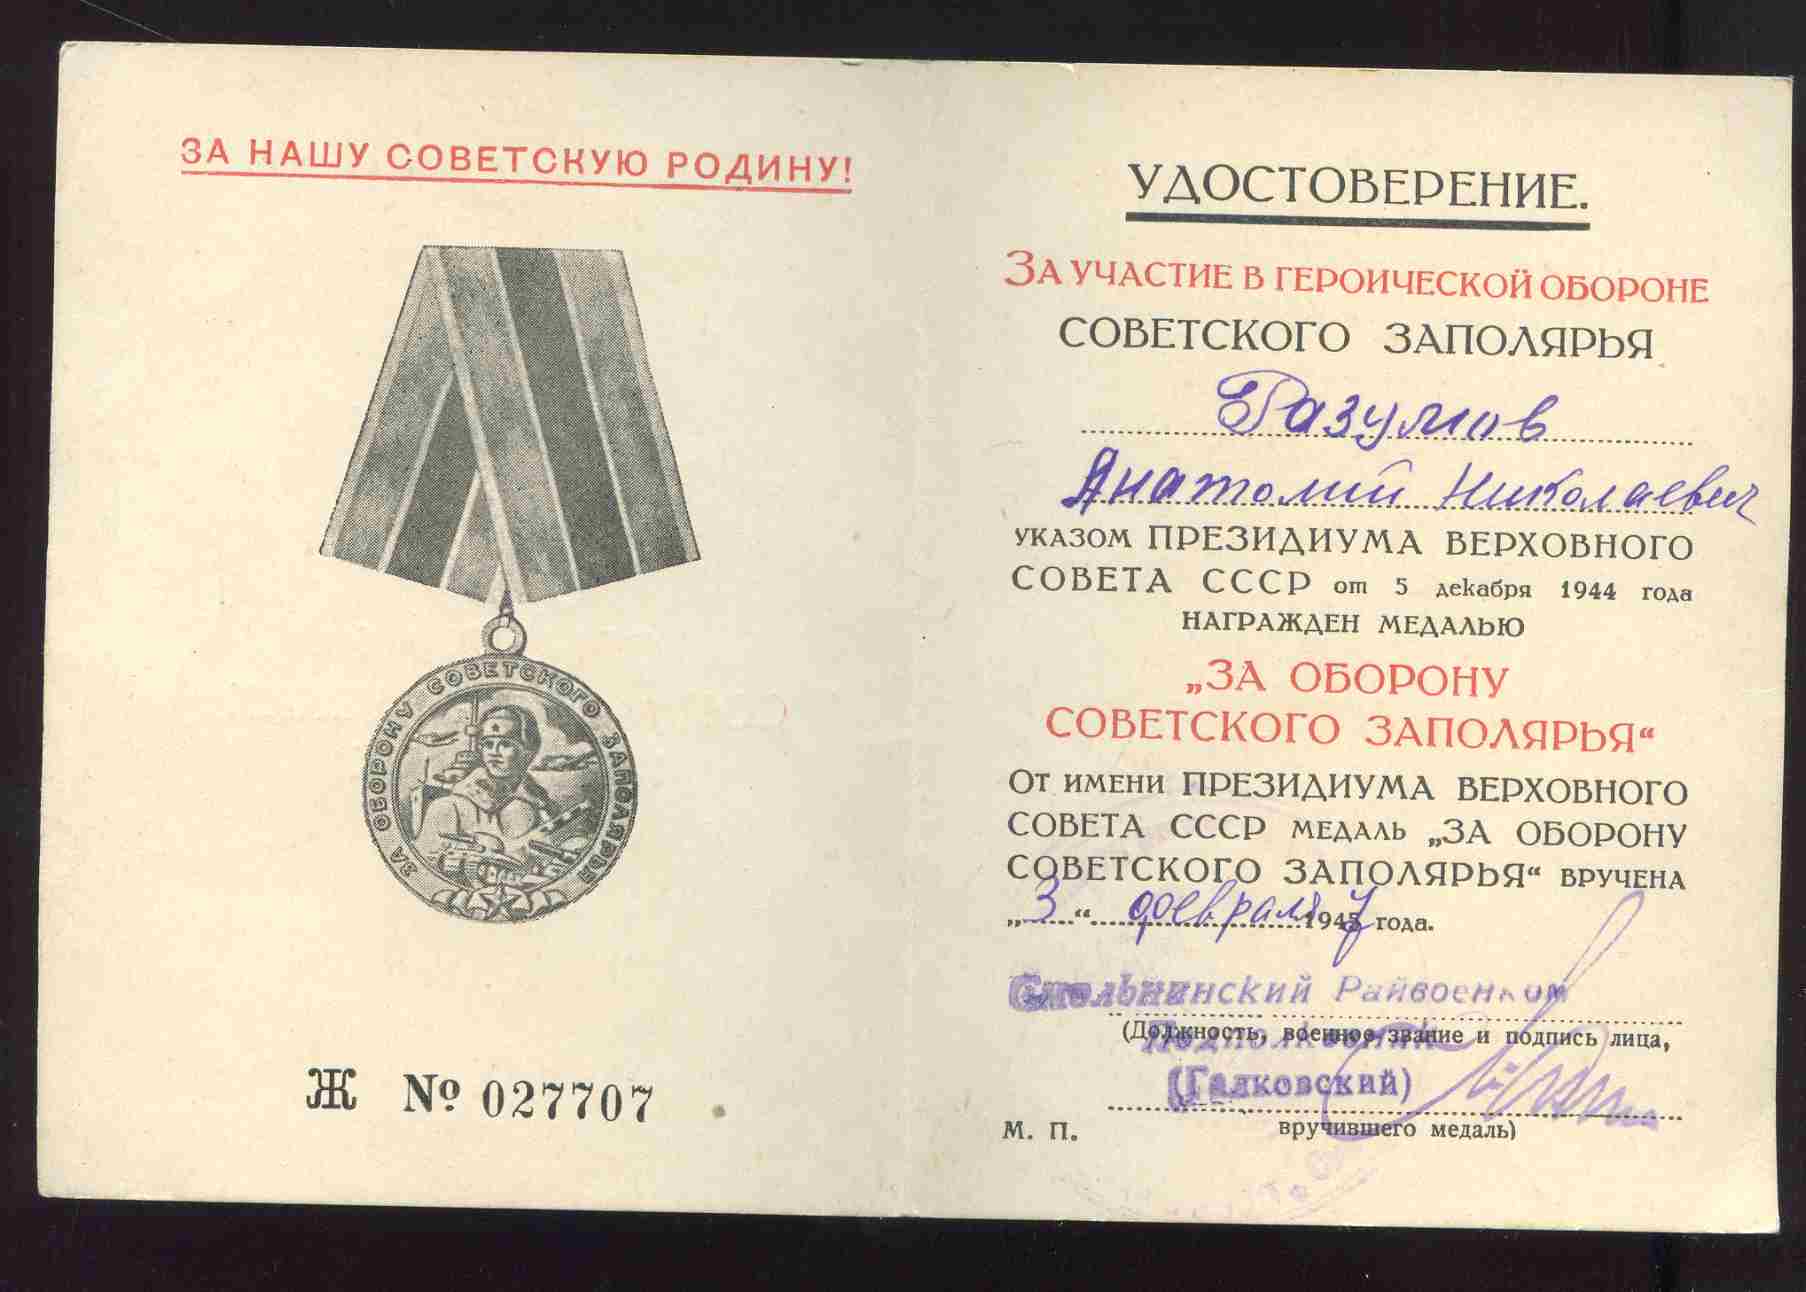 ЗА НАШУ СОВЕТСКУЮ РОДИНУ!
ЗА ОБОРОНУ СОВЕТСКОГО ЗАПОЛЯРЬЯ
Ж № 027707
УДОСТОВЕРЕНИЕ.
ЗА УЧАСТИЕ В ГЕРОИЧЕСКОЙ ОБОРОНЕ
СОВЕТСКОГО ЗАПОЛЯРЬЯ
Разумов
Анатолий Николаевич
УКАЗОМ ПРЕЗИДИУМА ВЕРХОВНОГО
СОВЕТА СССР от 5 декабря 1944 года
НАГРАЖДЕН МЕДАЛЬЮ
„ЗА ОБОРОНУ
СОВЕТСКОГО ЗАПОЛЯРЬЯ“
ОТ ИМЕНИ ПРЕЗИДИУМА ВЕРХОВНОГО
СОВЕТА СССР МЕДАЛЬ „ЗА ОБОРОНУ
СОВЕТСКОГО ЗАПОЛЯРЬЯ“ ВРУЧЕНА
„3“ февраля 1947 года.
Смольнинский Райвоенком
(Должность, военное звание и подпись лица,
Подполковник
(Галковский)
М. П.
вручившего медаль)